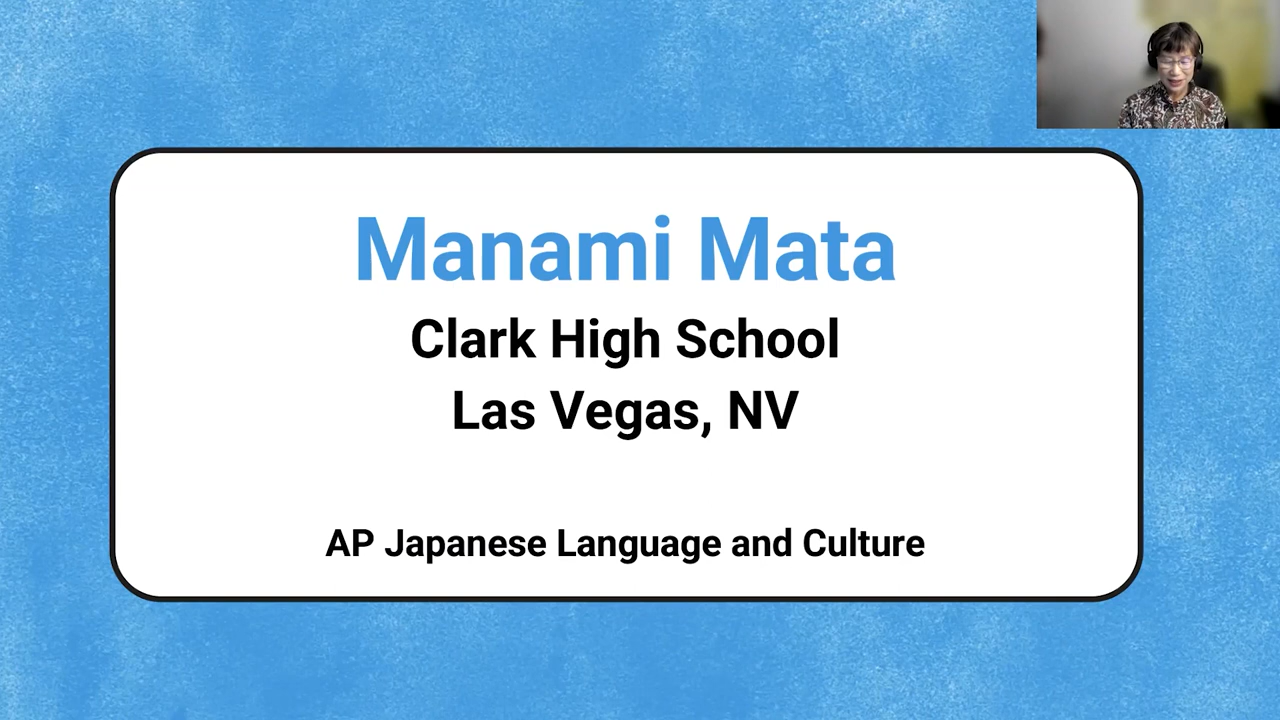 Manami Mata
Clark High School
Las Vegas, NV
AP Japanese Language and Culture